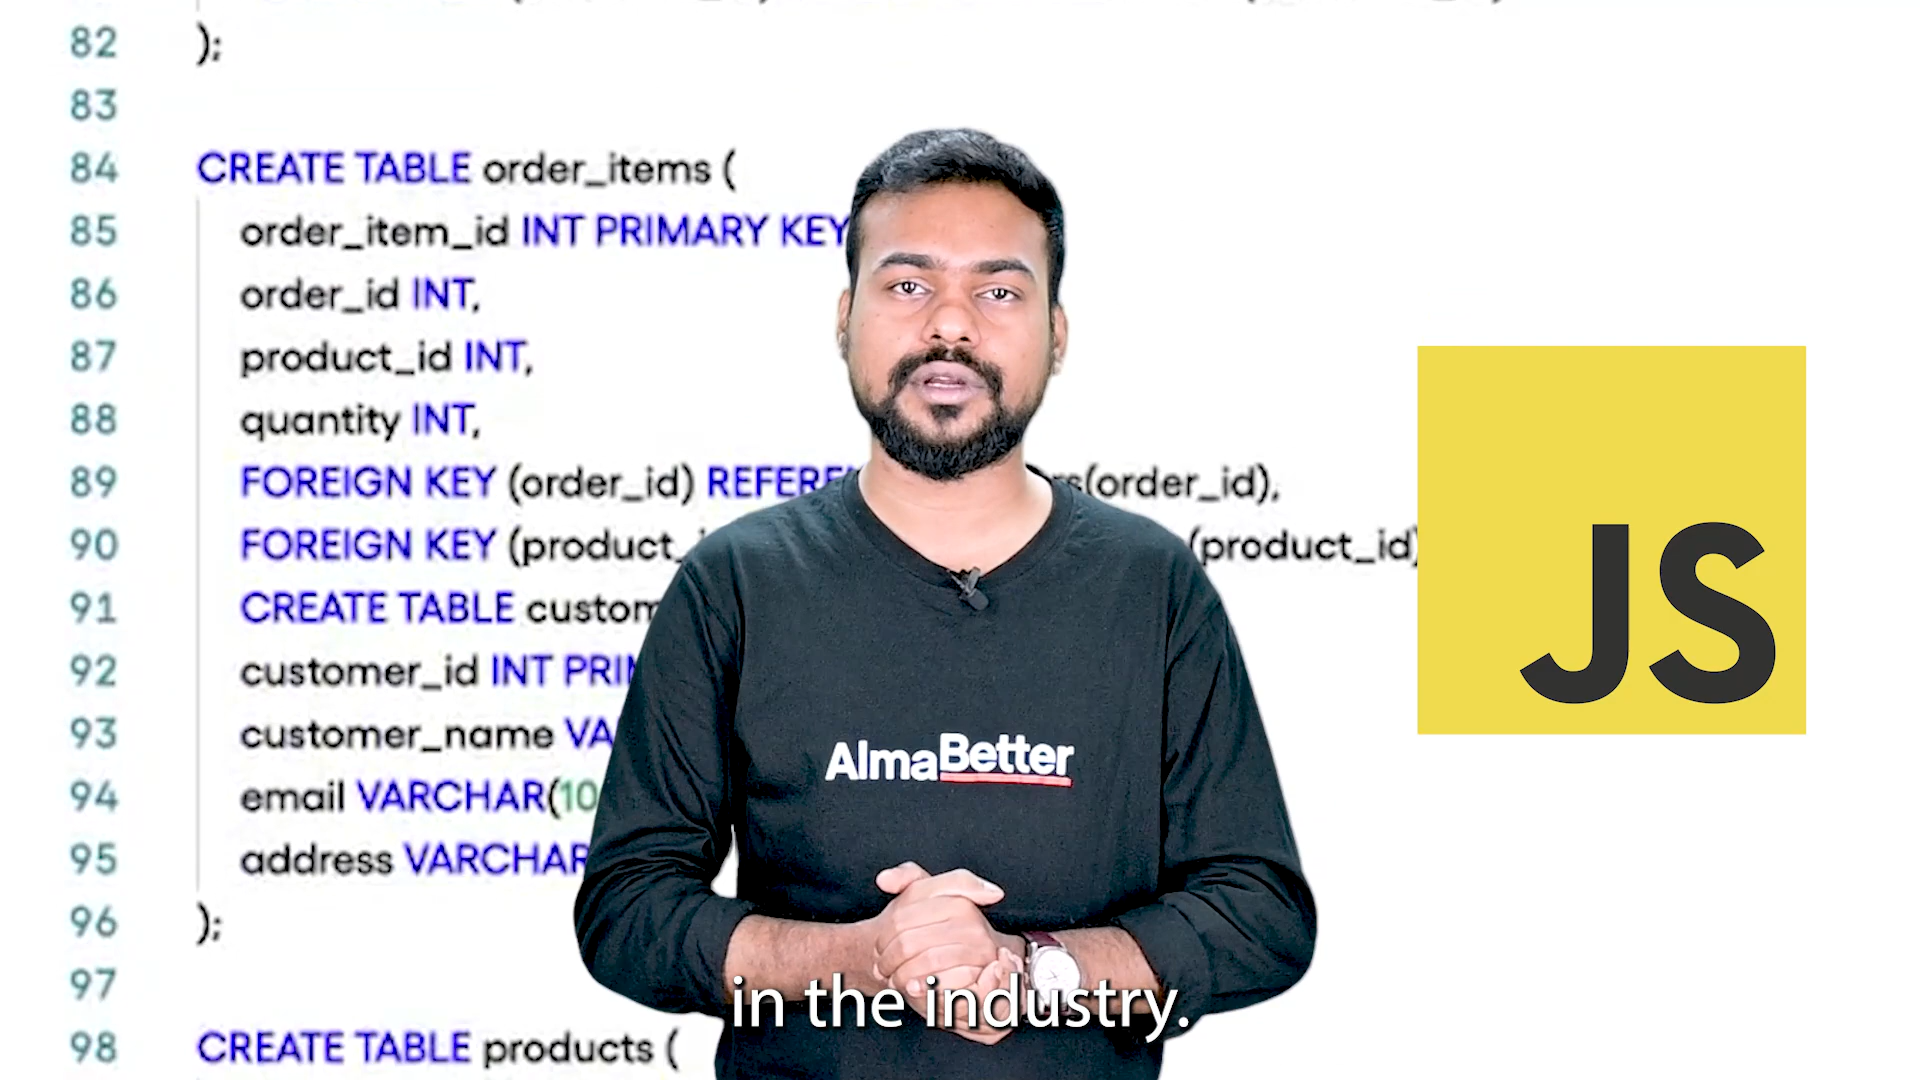 82 );
83
84 CREATE TABLE order_items (
85 order_item_id INT PRIMARY KEY
86 order_id INT,
87 product_id INT,
88 quantity INT,
89 FOREIGN KEY (order_id) REFERE rs(order_id),
90 FOREIGN KEY (product_ (product_id)
91 CREATE TABLE custom
92 customer_id INT PRI
93 customer_name VA
94 email VARCHAR(10
95 address VARCHAR
96 );
97
98 CREATE TABLE products (
JS
AlmaBetter
in the industry.